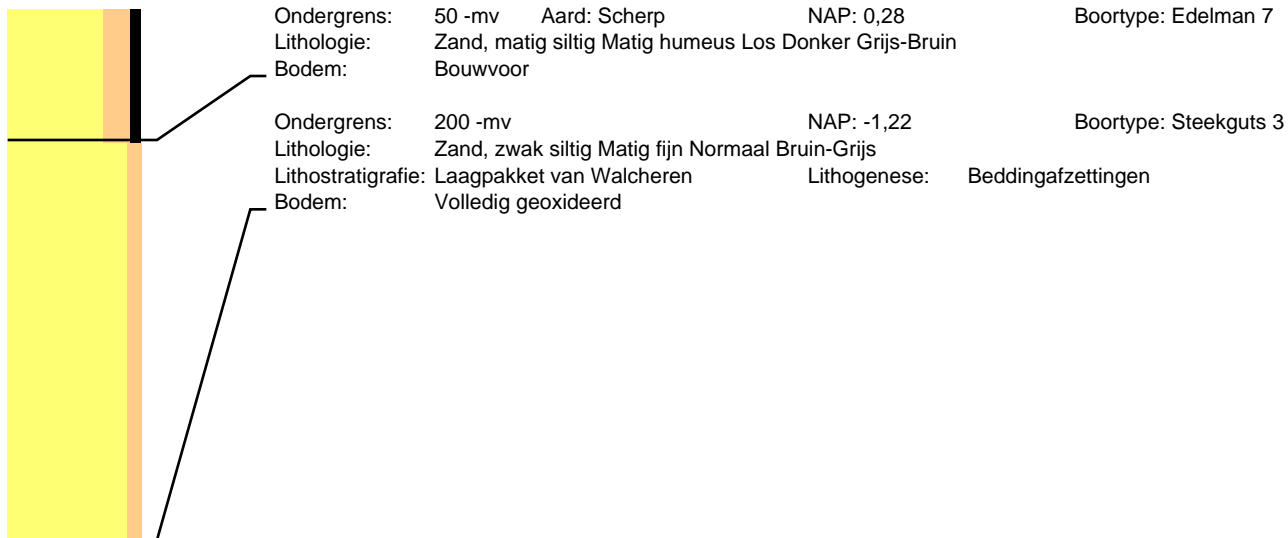 Ondergrens: 50 -mv Aard: Scherp NAP: 0,28 Boortype: Edelman 7
Lithologie: Zand, matig siltig Matig humeus Los Donker Grijs-Bruin
Bodem: Bouwvoor
Ondergrens: 200 -mv NAP: -1,22 Boortype: Steekguts 3
Lithologie: Zand, zwak siltig Matig fijn Normaal Bruin-Grijs
Lithostratigrafie: Laagpakket van Walcheren Lithogenese: Beddingafzettingen
Bodem: Volledig geoxideerd